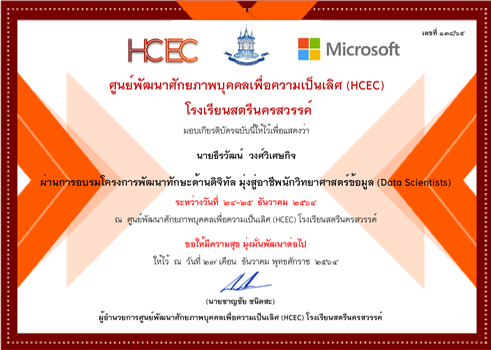 เลขที่ ๑๓๘/๖๕
HCEC
Microsoft
ศูนย์พัฒนาศักยภาพบุคคลเพื่อความเป็นเลิศ (HCEC)
โรงเรียนสตรีนครสวรรค์
มอบเกียรติบัตรฉบับนี้ให้ไว้เพื่อแสดงว่า
นายธีรวัฒน์ วงศ์วิเศษกิจ
ผ่านการอบรมโครงการพัฒนาทักษะด้านดิจิทัล มุ่งสู่อาชีพนักวิทยาศาสตร์ข้อมูล (Data Scientists)
ระหว่างวันที่ ๒๔-๒๕ ธันวาคม ๒๕๖๔
ณ ศูนย์พัฒนาศักยภาพบุคคลเพื่อความเป็นเลิศ (HCEC) โรงเรียนสตรีนครสวรรค์
ขอให้มีความสุข มุ่งมั่นพัฒนาต่อไป
ให้ไว้ ณ วันที่ ๒๗ เดือน ธันวาคม พุทธศักราช ๒๕๖๔
(นายชาญชัย ชนิดสะ)
ผู้อำนวยการศูนย์พัฒนาศักยภาพบุคคลเพื่อความเป็นเลิศ (HCEC) โรงเรียนสตรีนครสวรรค์